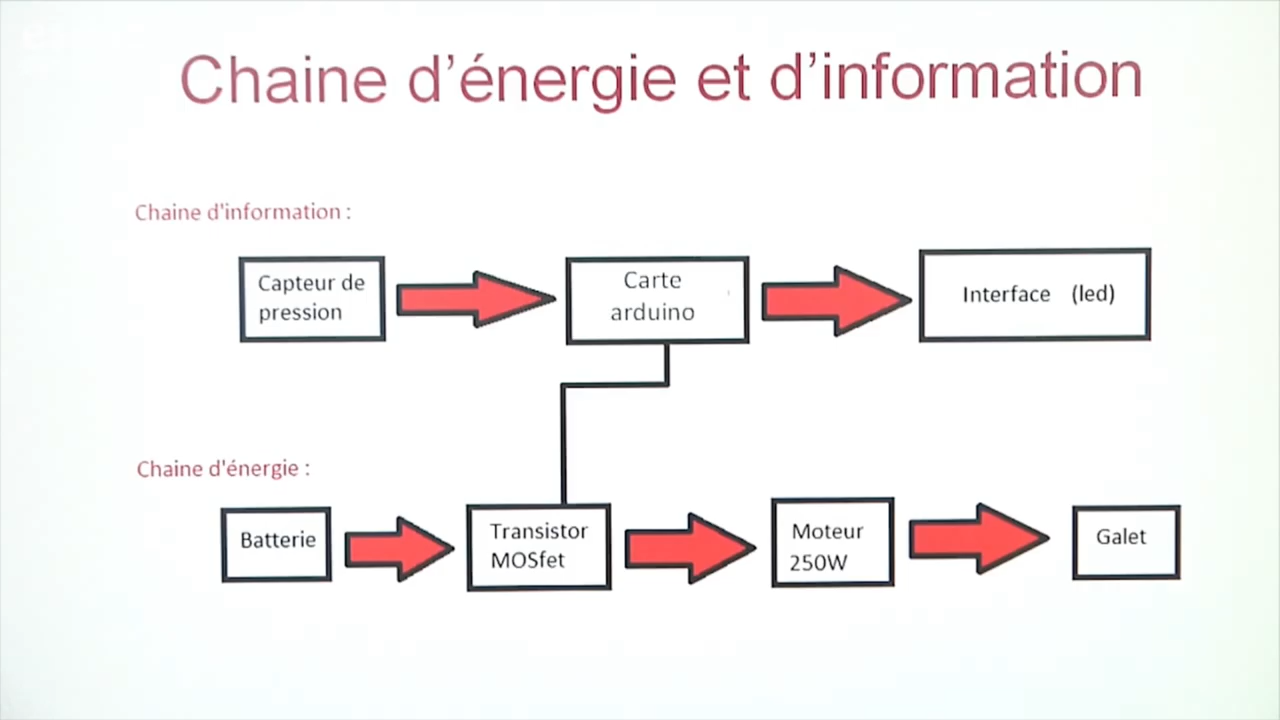 Chaine d'énergie et d'information
Chaine d'information :
Capteur de
pression
Carte
arduino
Interface (led)
Chaine d'énergie :
Batterie
Transistor
MOSfet
Moteur
250W
Galet